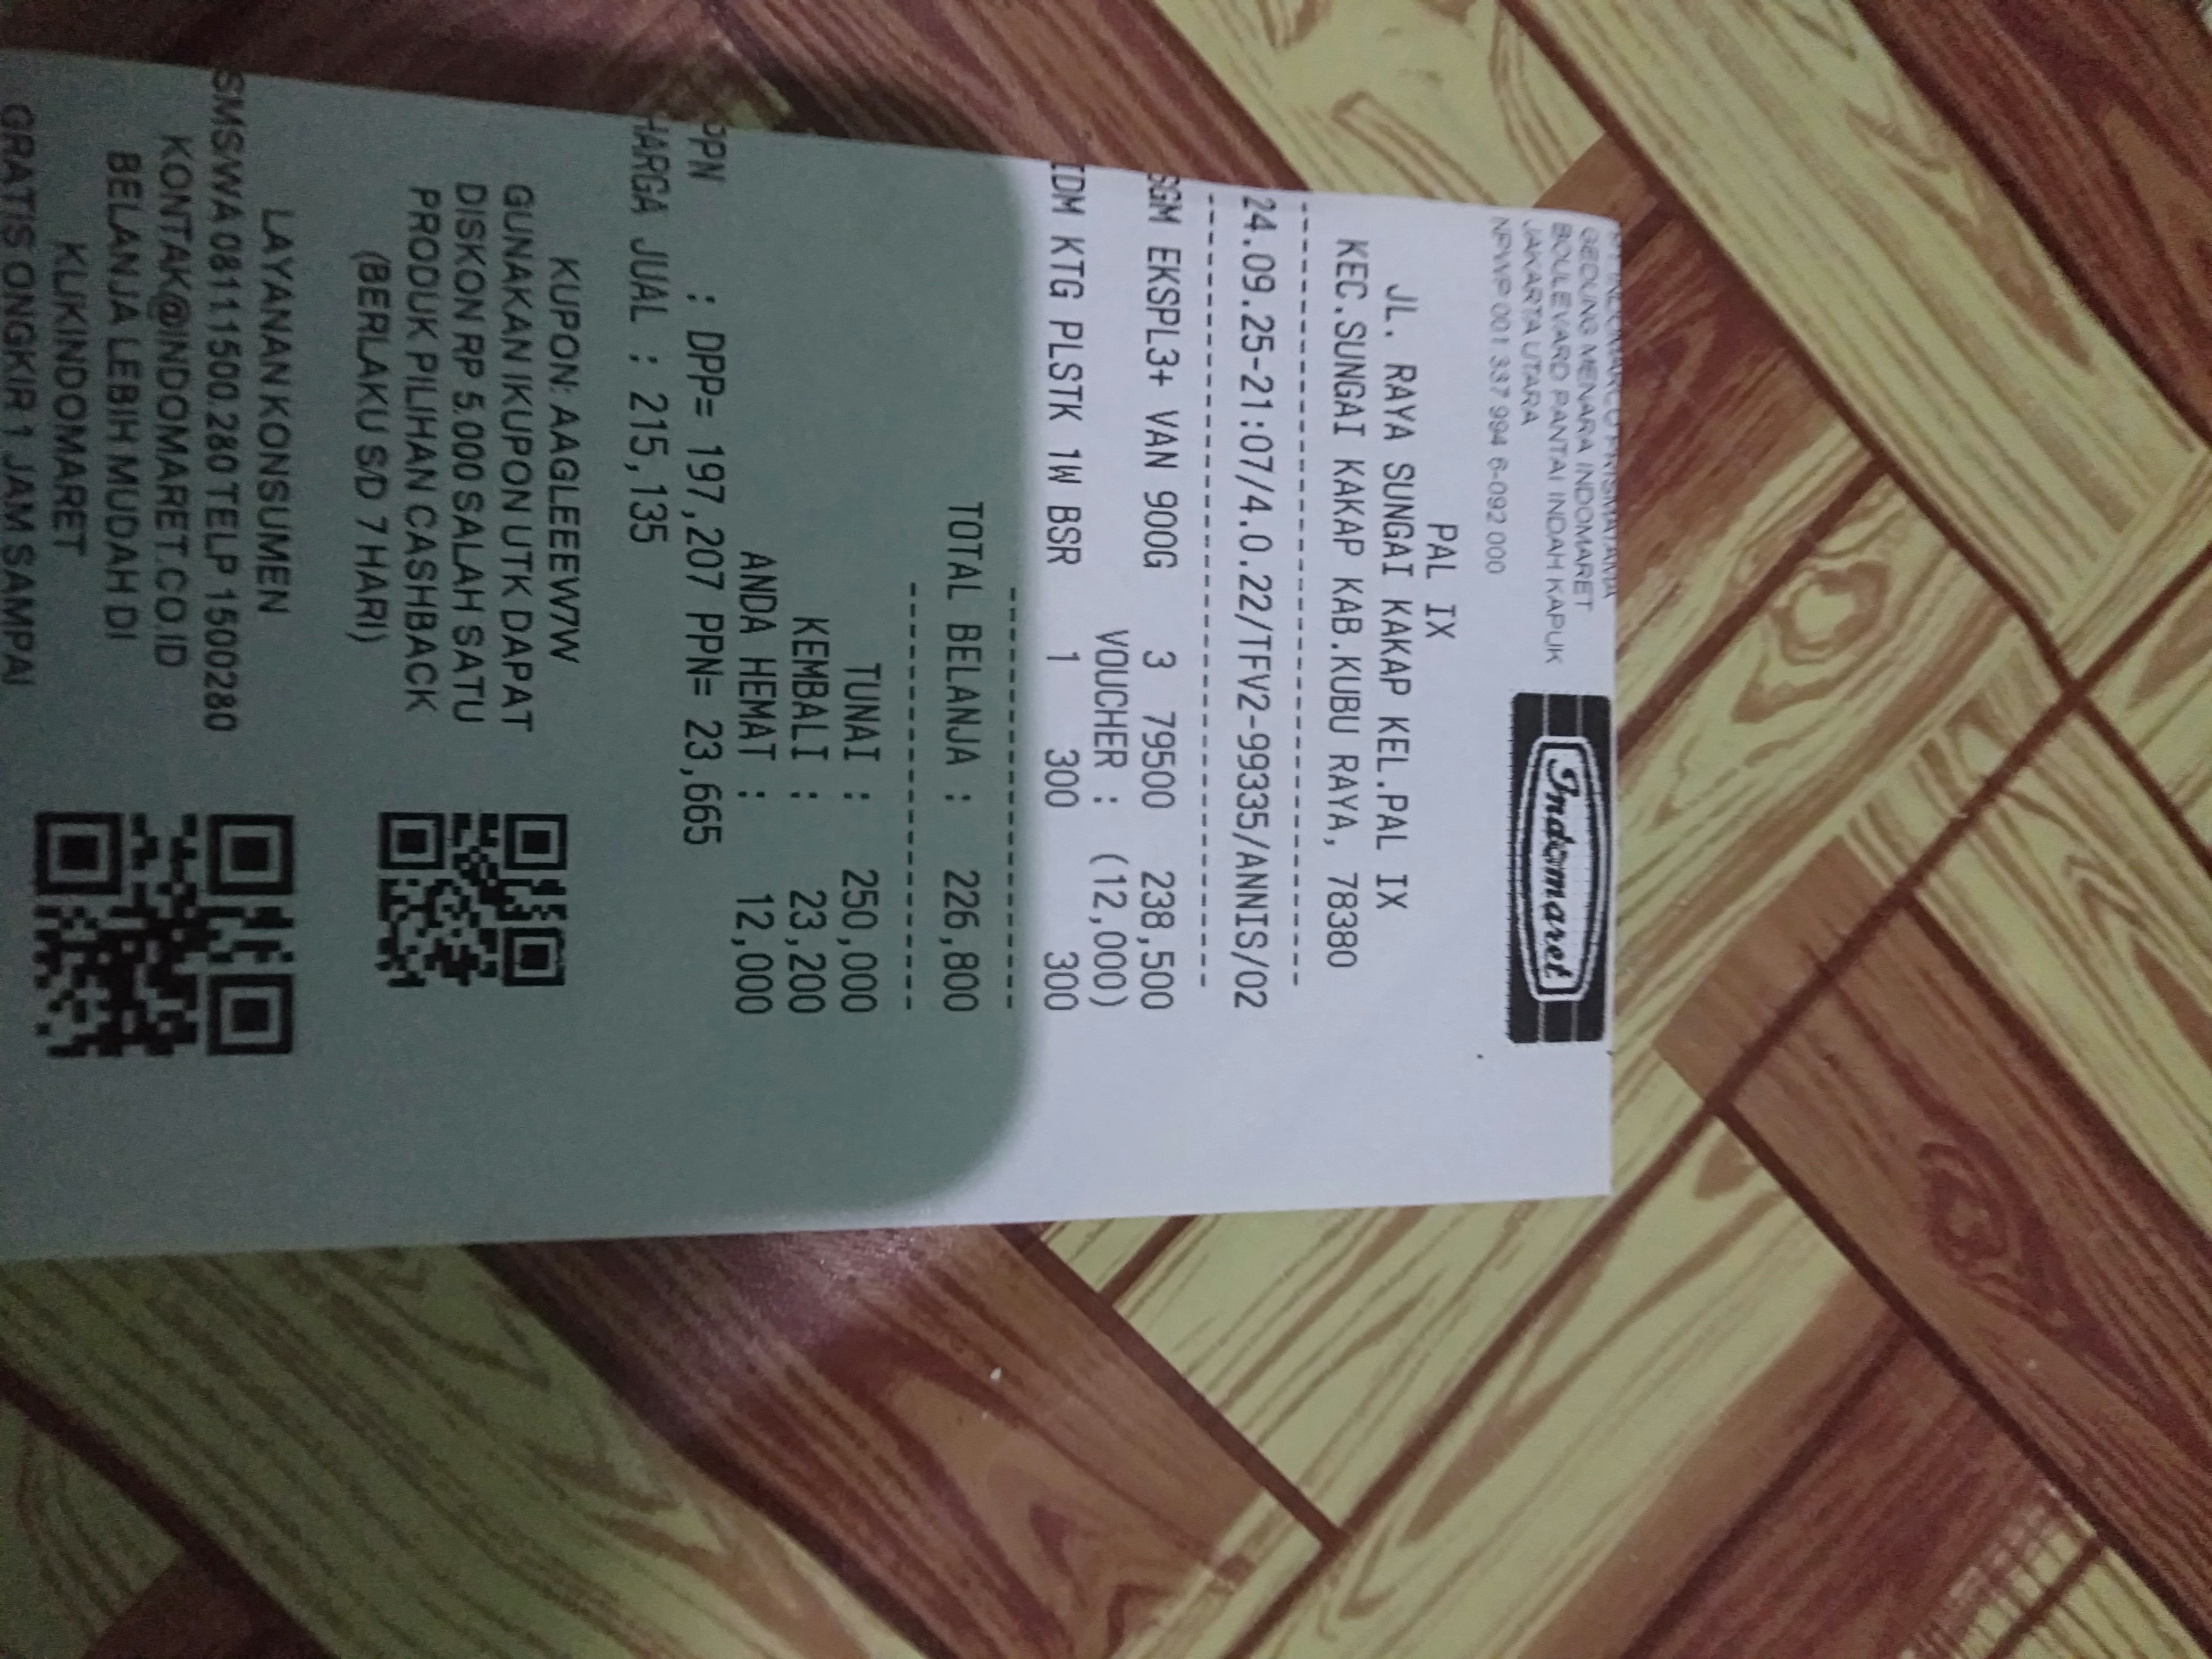 Indomaret
GEDUNG MENARA INDOMARET
BOULEVARD PANTAI INDAH KAPUK
JAKARTA UTARA
NPWP 001 337 994 6-092 000
PAL IX
JL. RAYA SUNGAI KAKAP KEL.PAL IX
KEC.SUNGAI KAKAP KAB.KUBU RAYA, 78380
24.09.25-21:07/4.0.22/TFV2-99335/ANNIS/02
SGM EKSPL3+ VAN 900G 3 79500 238,500
VOUCHER : (12,000)
IDM KTG PLSTK 1W BSR 1 300 300
TOTAL BELANJA : 226,800
TUNAI : 250,000
KEMBALI : 23,200
ANDA HEMAT : 12,000
PPN : DPP= 197,207 PPN= 23,665
HARGA JUAL : 215,135
KUPON: AAGLEEEW7W
GUNAKAN IKUPON UTK DAPAT
DISKON RP 5.000 SALAH SATU
PRODUK PILIHAN CASHBACK
(BERLAKU S/D 7 HARI)
LAYANAN KONSUMEN
SMS/WA 0811.1500.280 TELP 1500280
KONTAK@INDOMARET.CO.ID
BELANJA LEBIH MUDAH DI
KLIKINDOMARET
GRATIS ONGKIR 1 JAM SAMPAI